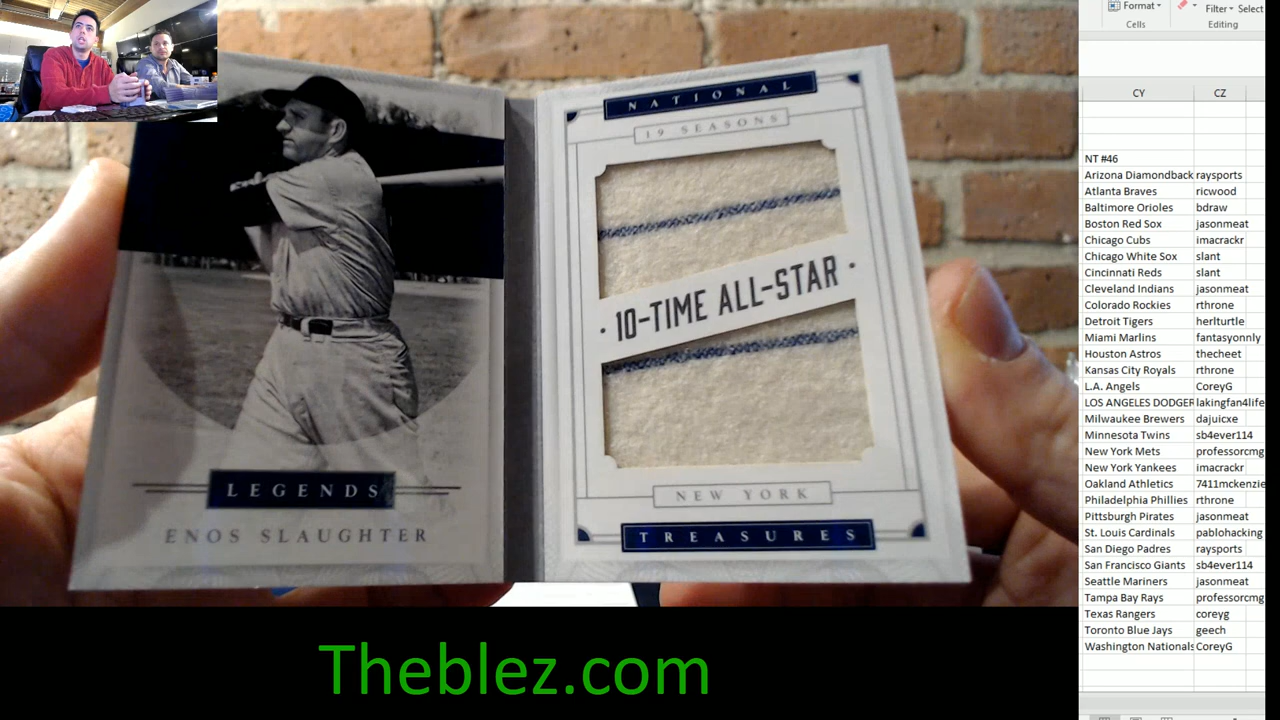 NATIONAL
19 SEASONS
· 10-TIME ALL-STAR ·
NEW YORK
TREASURES
LEGENDS
ENOS SLAUGHTER
Theblez.com
Format
Filter Select
Cells
Editing
CY CZ
NT #46
Arizona Diamondback raysports
Atlanta Braves ricwood
Baltimore Orioles bdraw
Boston Red Sox jasonmeat
Chicago Cubs imacrackr
Chicago White Sox slant
Cincinnati Reds slant
Cleveland Indians jasonmeat
Colorado Rockies rthrone
Detroit Tigers herlturtle
Miami Marlins fantasyonnly
Houston Astros thecheet
Kansas City Royals rthrone
L.A. Angels CoreyG
LOS ANGELES DODGER lakingfan4life
Milwaukee Brewers dajuicxe
Minnesota Twins sb4ever114
New York Mets professorcmg
New York Yankees imacrackr
Oakland Athletics 7411mckenzie
Philadelphia Phillies rthrone
Pittsburgh Pirates jasonmeat
St. Louis Cardinals pablohacking
San Diego Padres raysports
San Francisco Giants sb4ever114
Seattle Mariners jasonmeat
Tampa Bay Rays professorcmg
Texas Rangers coreyg
Toronto Blue Jays geech
Washington Nationals CoreyG